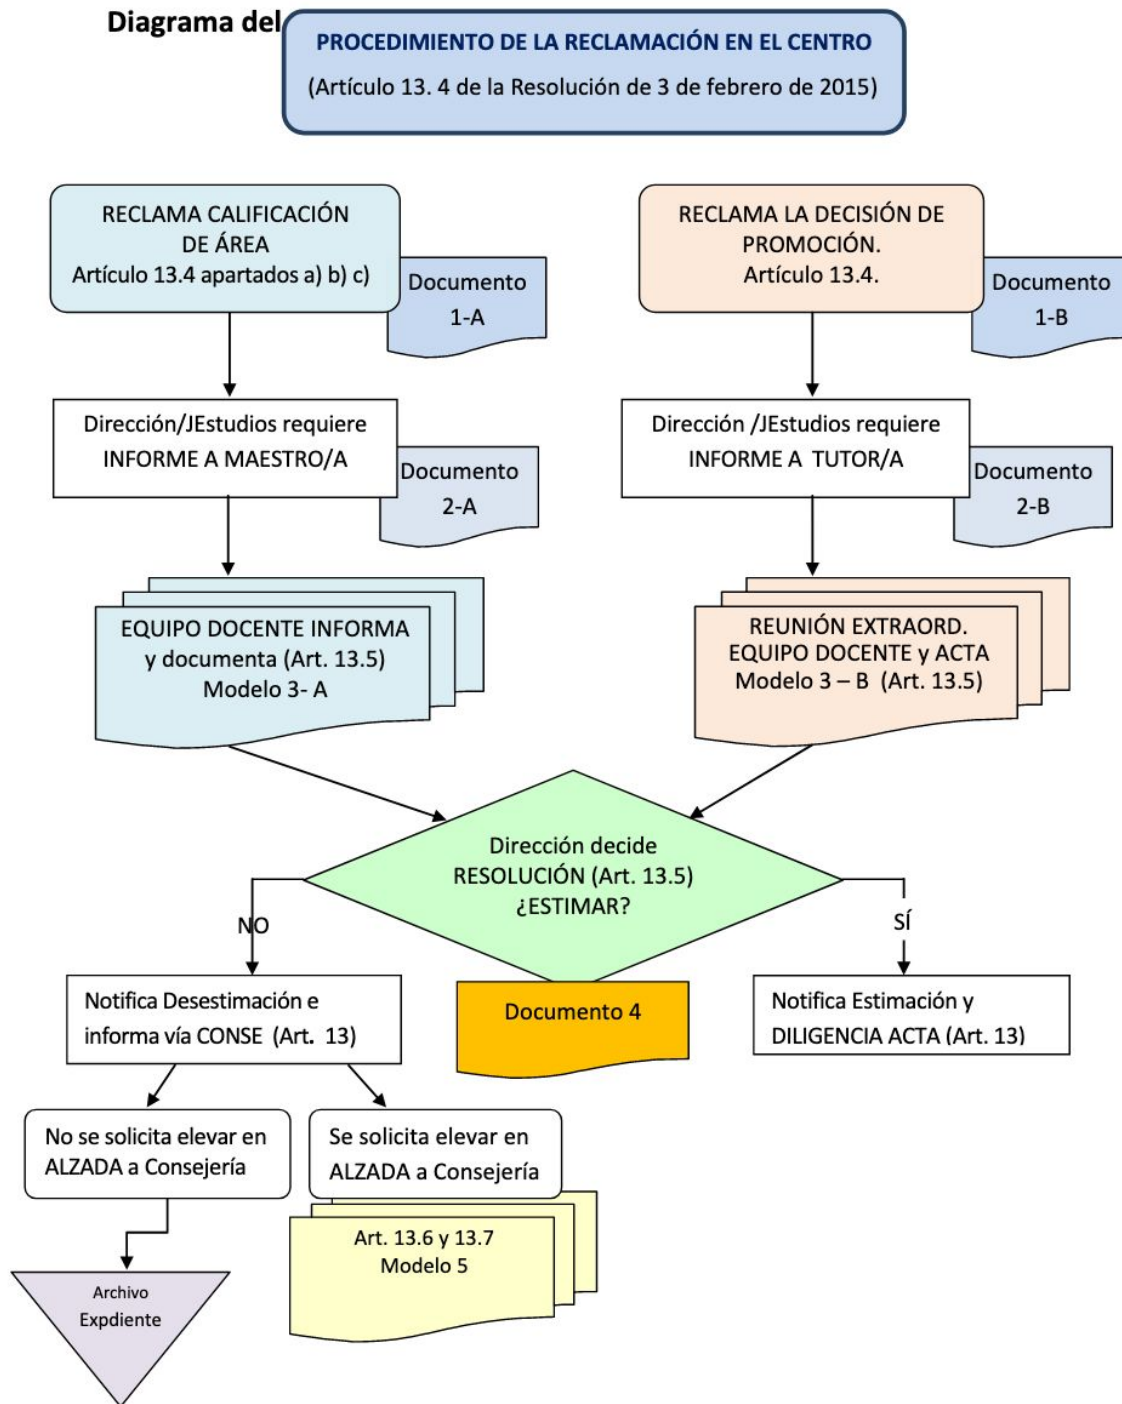 Diagrama del
PROCEDIMIENTO DE LA RECLAMACIÓN EN EL CENTRO
(Artículo 13. 4 de la Resolución de 3 de febrero de 2015)
RECLAMA CALIFICACIÓN
DE ÁREA
Artículo 13.4 apartados a) b) c)
Documento
1-A
RECLAMA LA DECISIÓN DE
PROMOCIÓN.
Artículo 13.4.
Documento
1-B
Dirección/JEstudios requiere
INFORME A MAESTRO/A
Documento
2-A
Dirección /JEstudios requiere
INFORME A TUTOR/A
Documento
2-B
EQUIPO DOCENTE INFORMA
y documenta (Art. 13.5)
Modelo 3- A
REUNIÓN EXTRAORD.
EQUIPO DOCENTE y ACTA
Modelo 3 – B (Art. 13.5)
Dirección decide
RESOLUCIÓN (Art. 13.5)
¿ESTIMAR?
NO
SÍ
Notifica Desestimación e
informa vía CONSE (Art. 13)
Documento 4
Notifica Estimación y
DILIGENCIA ACTA (Art. 13)
No se solicita elevar en
ALZADA a Consejería
Se solicita elevar en
ALZADA a Consejería
Art. 13.6 y 13.7
Modelo 5
Archivo
Expdiente